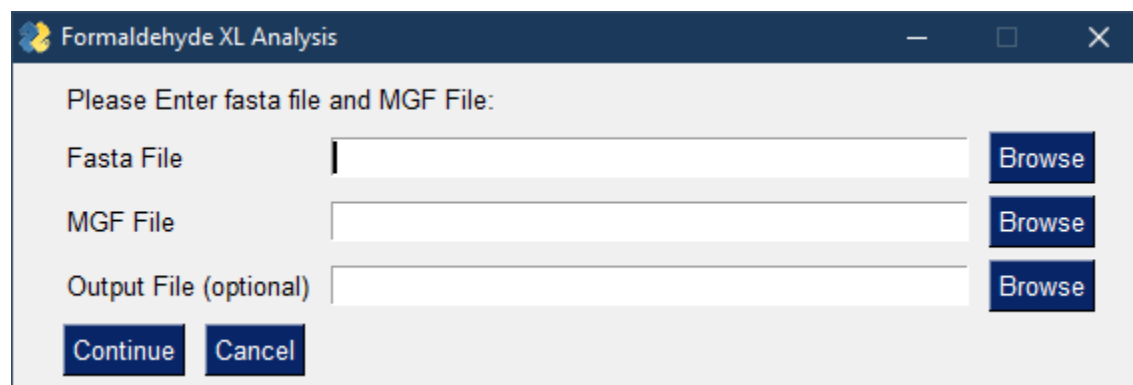 Formaldehyde XL Analysis
Please Enter fasta file and MGF File:
Fasta File Browse
MGF File Browse
Output File (optional) Browse
Continue Cancel